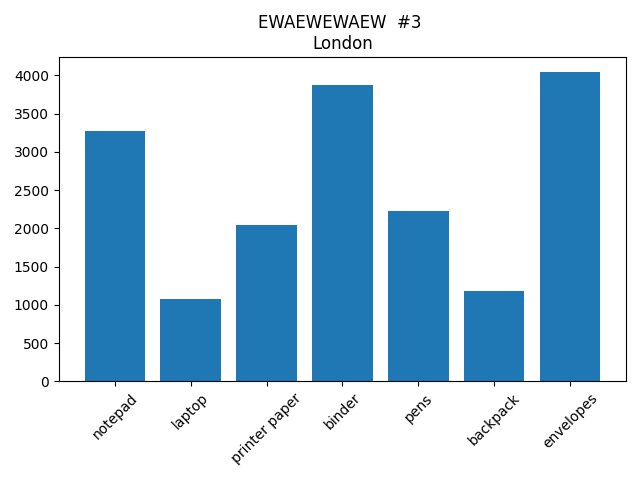 EWAEWEWAEW  #3
London
4000
3500
3000
2500
2000
1500
1000
500
0
notepad
laptop
printer paper
binder
pens
backpack
envelopes